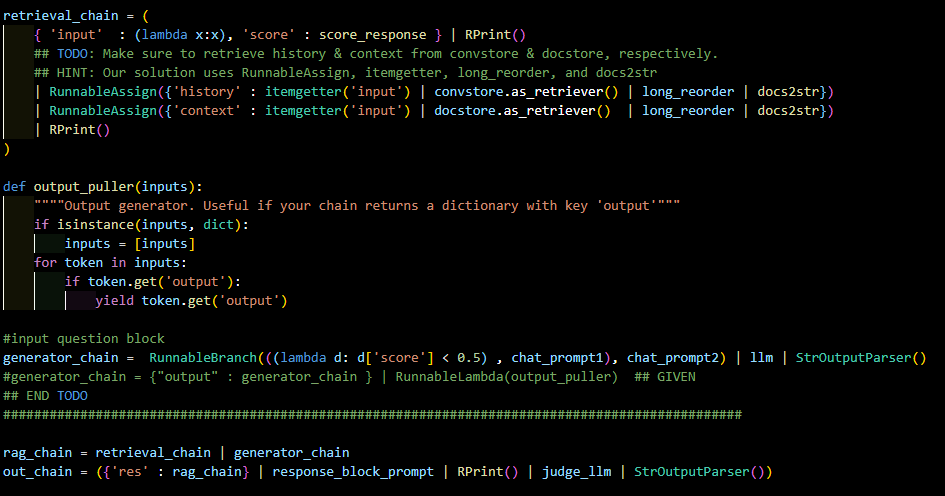 retrieval_chain = (
    { 'input'  : (lambda x:x), 'score' : score_response } | RPrint()
    ## TODO: Make sure to retrieve history & context from convstore & docstore, respectively.
    ## HINT: Our solution uses RunnableAssign, itemgetter, long_reorder, and docs2str
    | RunnableAssign({'history' : itemgetter('input') | convstore.as_retriever() | long_reorder | docs2str})
    | RunnableAssign({'context' : itemgetter('input') | docstore.as_retriever()  | long_reorder | docs2str})
    | RPrint()
)
def output_puller(inputs):
    """"Output generator. Useful if your chain returns a dictionary with key 'output'"""
    if isinstance(inputs, dict):
        inputs = [inputs]
    for token in inputs:
        if token.get('output'):
            yield token.get('output')
#input question block
generator_chain =  RunnableBranch(((lambda d: d['score'] < 0.5) , chat_prompt1), chat_prompt2) | llm | StrOutputParser()
#generator_chain = {"output" : generator_chain } | RunnableLambda(output_puller)  ## GIVEN
## END TODO
################################################################################################
rag_chain = retrieval_chain | generator_chain
out_chain = ({'res' : rag_chain} | response_block_prompt | RPrint() | judge_llm | StrOutputParser())